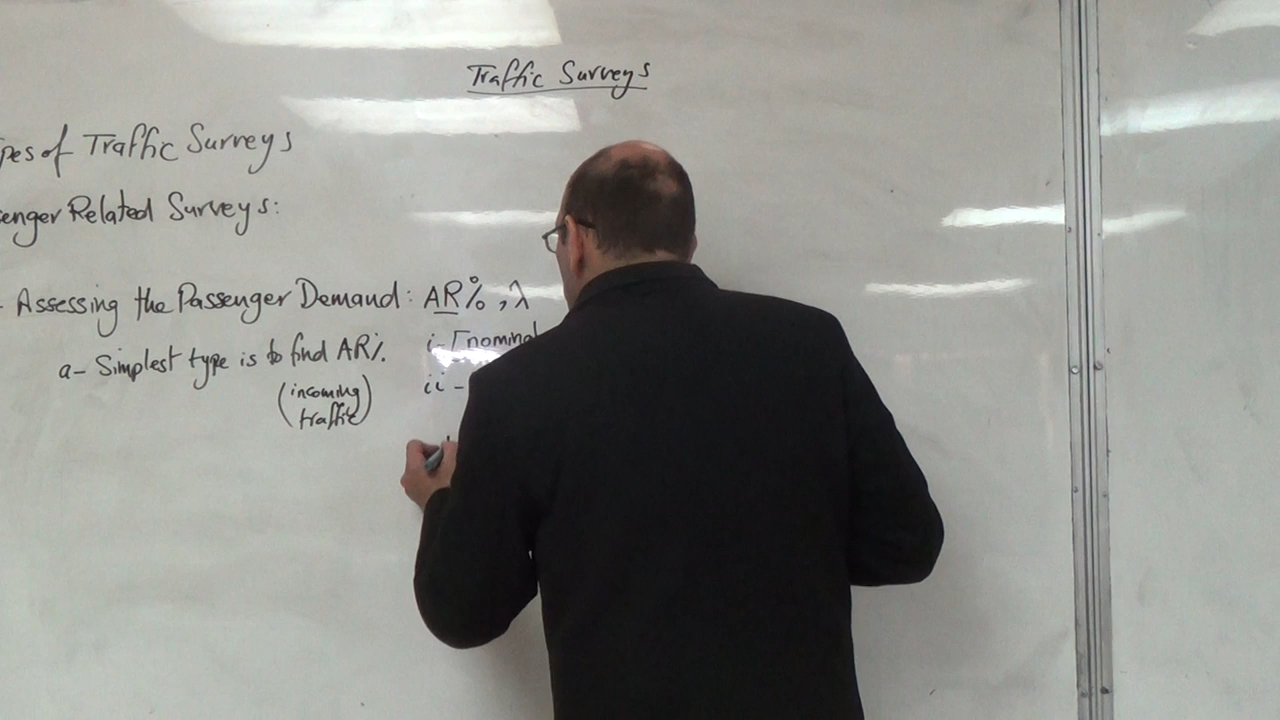 Traffic Surveys
pes of Traffic Surveys
enger Related Surveys:
- Assessing the Passenger Demand: AR%, λ
a- Simplest type is to find AR%. i- [nominal
(incoming traffic) ii -